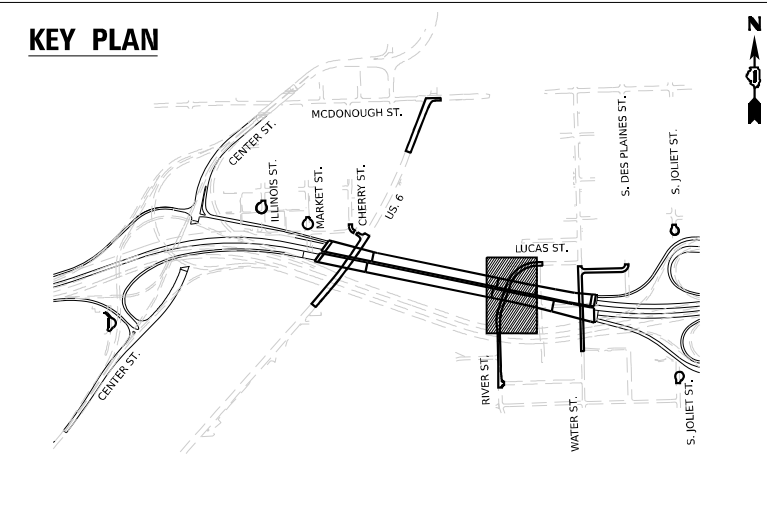 KEY PLAN
N
MCDONOUGH ST.
CENTER ST.
ILLINOIS ST.
MARKET ST.
CHERRY ST.
US. 6
S. DES PLAINES ST.
S. JOLIET ST.
LUCAS ST.
CENTER ST.
RIVER ST.
WATER ST.
S. JOLIET ST.